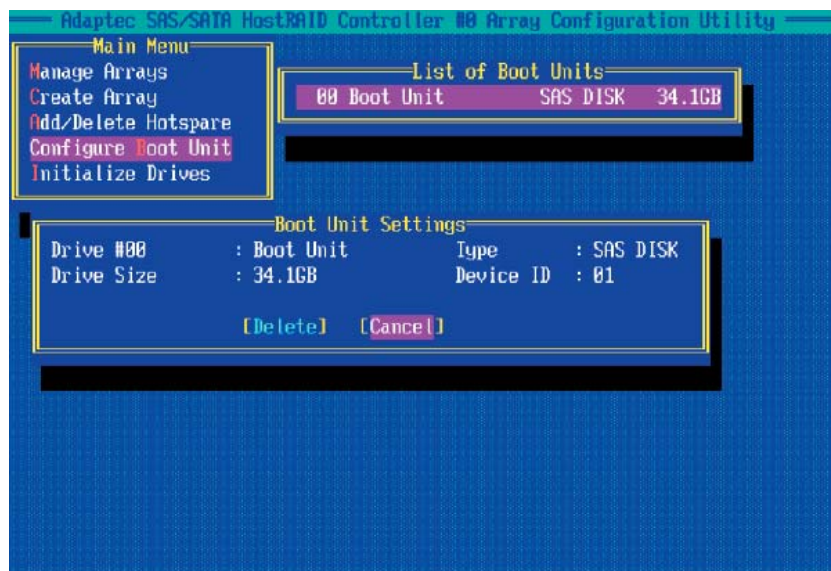 Adaptec SAS/SATA HostRAID Controller #0 Array Configuration Utility
Main Menu
Manage Arrays
Create Array
Add/Delete Hotspare
Configure Boot Unit
Initialize Drives
List of Boot Units
00 Boot Unit SAS DISK 34.1GB
Boot Unit Settings
Drive #00 : Boot Unit Type : SAS DISK
Drive Size : 34.1GB Device ID : 01
[Delete] [Cancel]